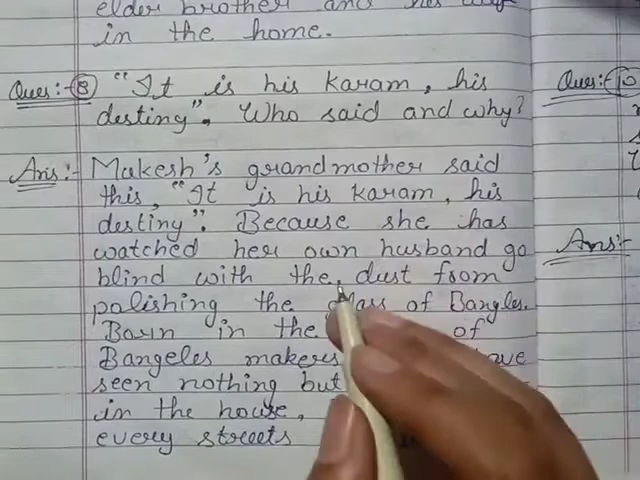 elder brother and his
in the home.
Ques:- 8 "It is his karam, his
destiny". Who said and why?
Ans:- Mukesh's grandmother said
this, "It is his karam, his
destiny". Because she has
watched her own husband go
blind with the dust from
polishing the glass of Bangles.
Born in the of
Bangeles makers
seen nothing but
in the house,
every streets
Ques:- 10
Ans:-